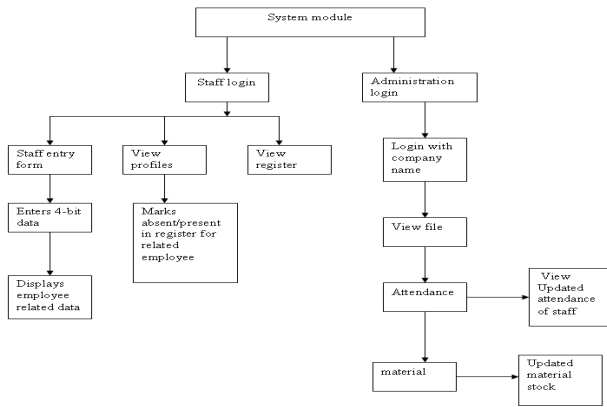 System module
Staff login
Administration
login
Staff entry
form
View
profiles
View
register
Login with
company
name
Enters 4-bit
data
Marks
absent/present
in register for
related
employee
View file
Displays
employee
related data
Attendance
View
Updated
attendance
of staff
material
Updated
material
stock.